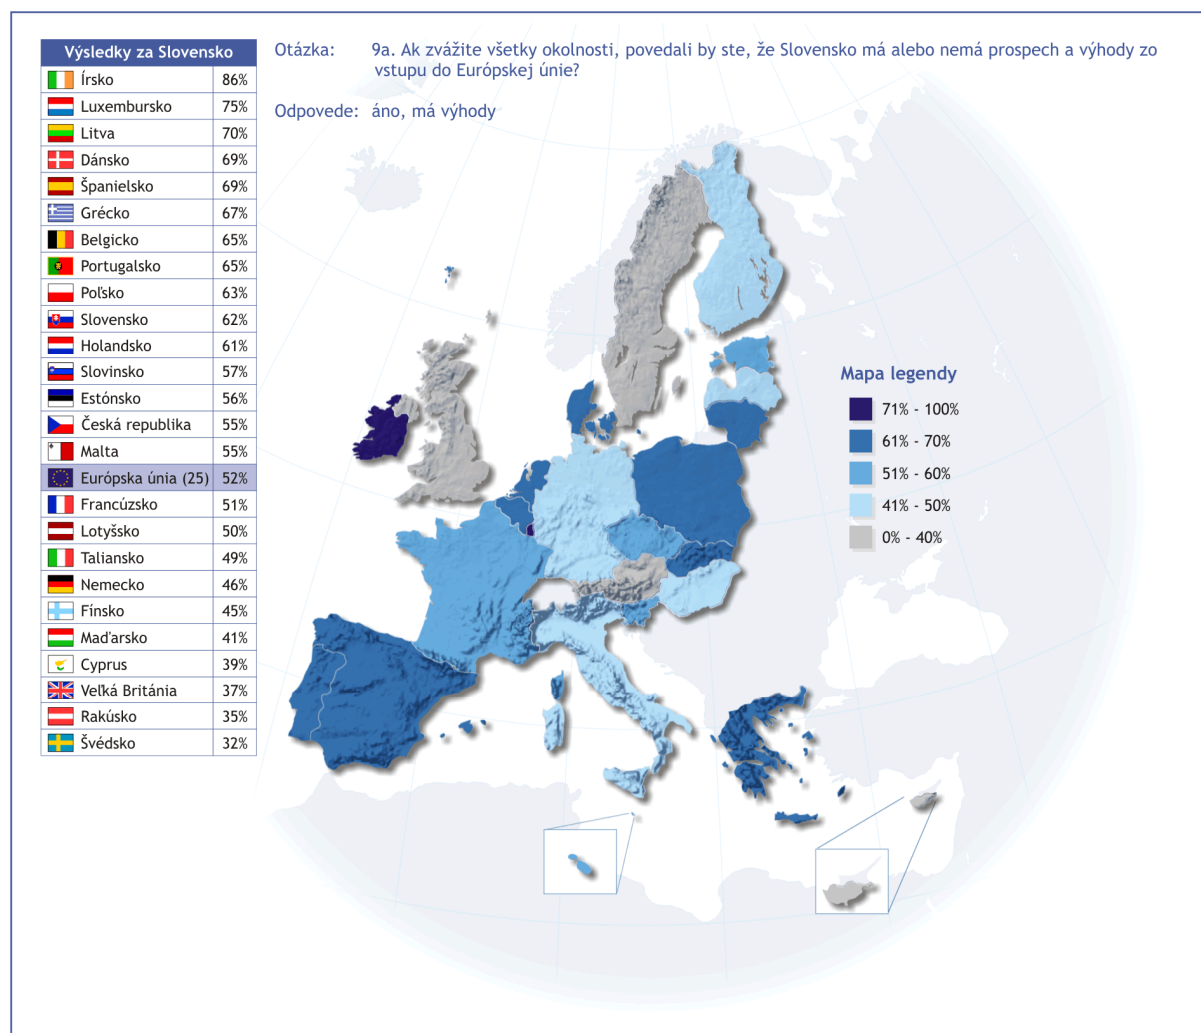 Výsledky za Slovensko
Írsko 86%
Luxembursko 75%
Litva 70%
Dánsko 69%
Španielsko 69%
Grécko 67%
Belgicko 65%
Portugalsko 65%
Poľsko 63%
Slovensko 62%
Holandsko 61%
Slovinsko 57%
Estónsko 56%
Česká republika 55%
Malta 55%
Európska únia (25) 52%
Francúzsko 51%
Lotyšsko 50%
Taliansko 49%
Nemecko 46%
Fínsko 45%
Maďarsko 41%
Cyprus 39%
Veľká Británia 37%
Rakúsko 35%
Švédsko 32%
Otázka: 9a. Ak zvážite všetky okolnosti, povedali by ste, že Slovensko má alebo nemá prospech a výhody zo
vstupu do Európskej únie?
Odpovede: áno, má výhody
Mapa legendy
71% - 100%
61% - 70%
51% - 60%
41% - 50%
0% - 40%